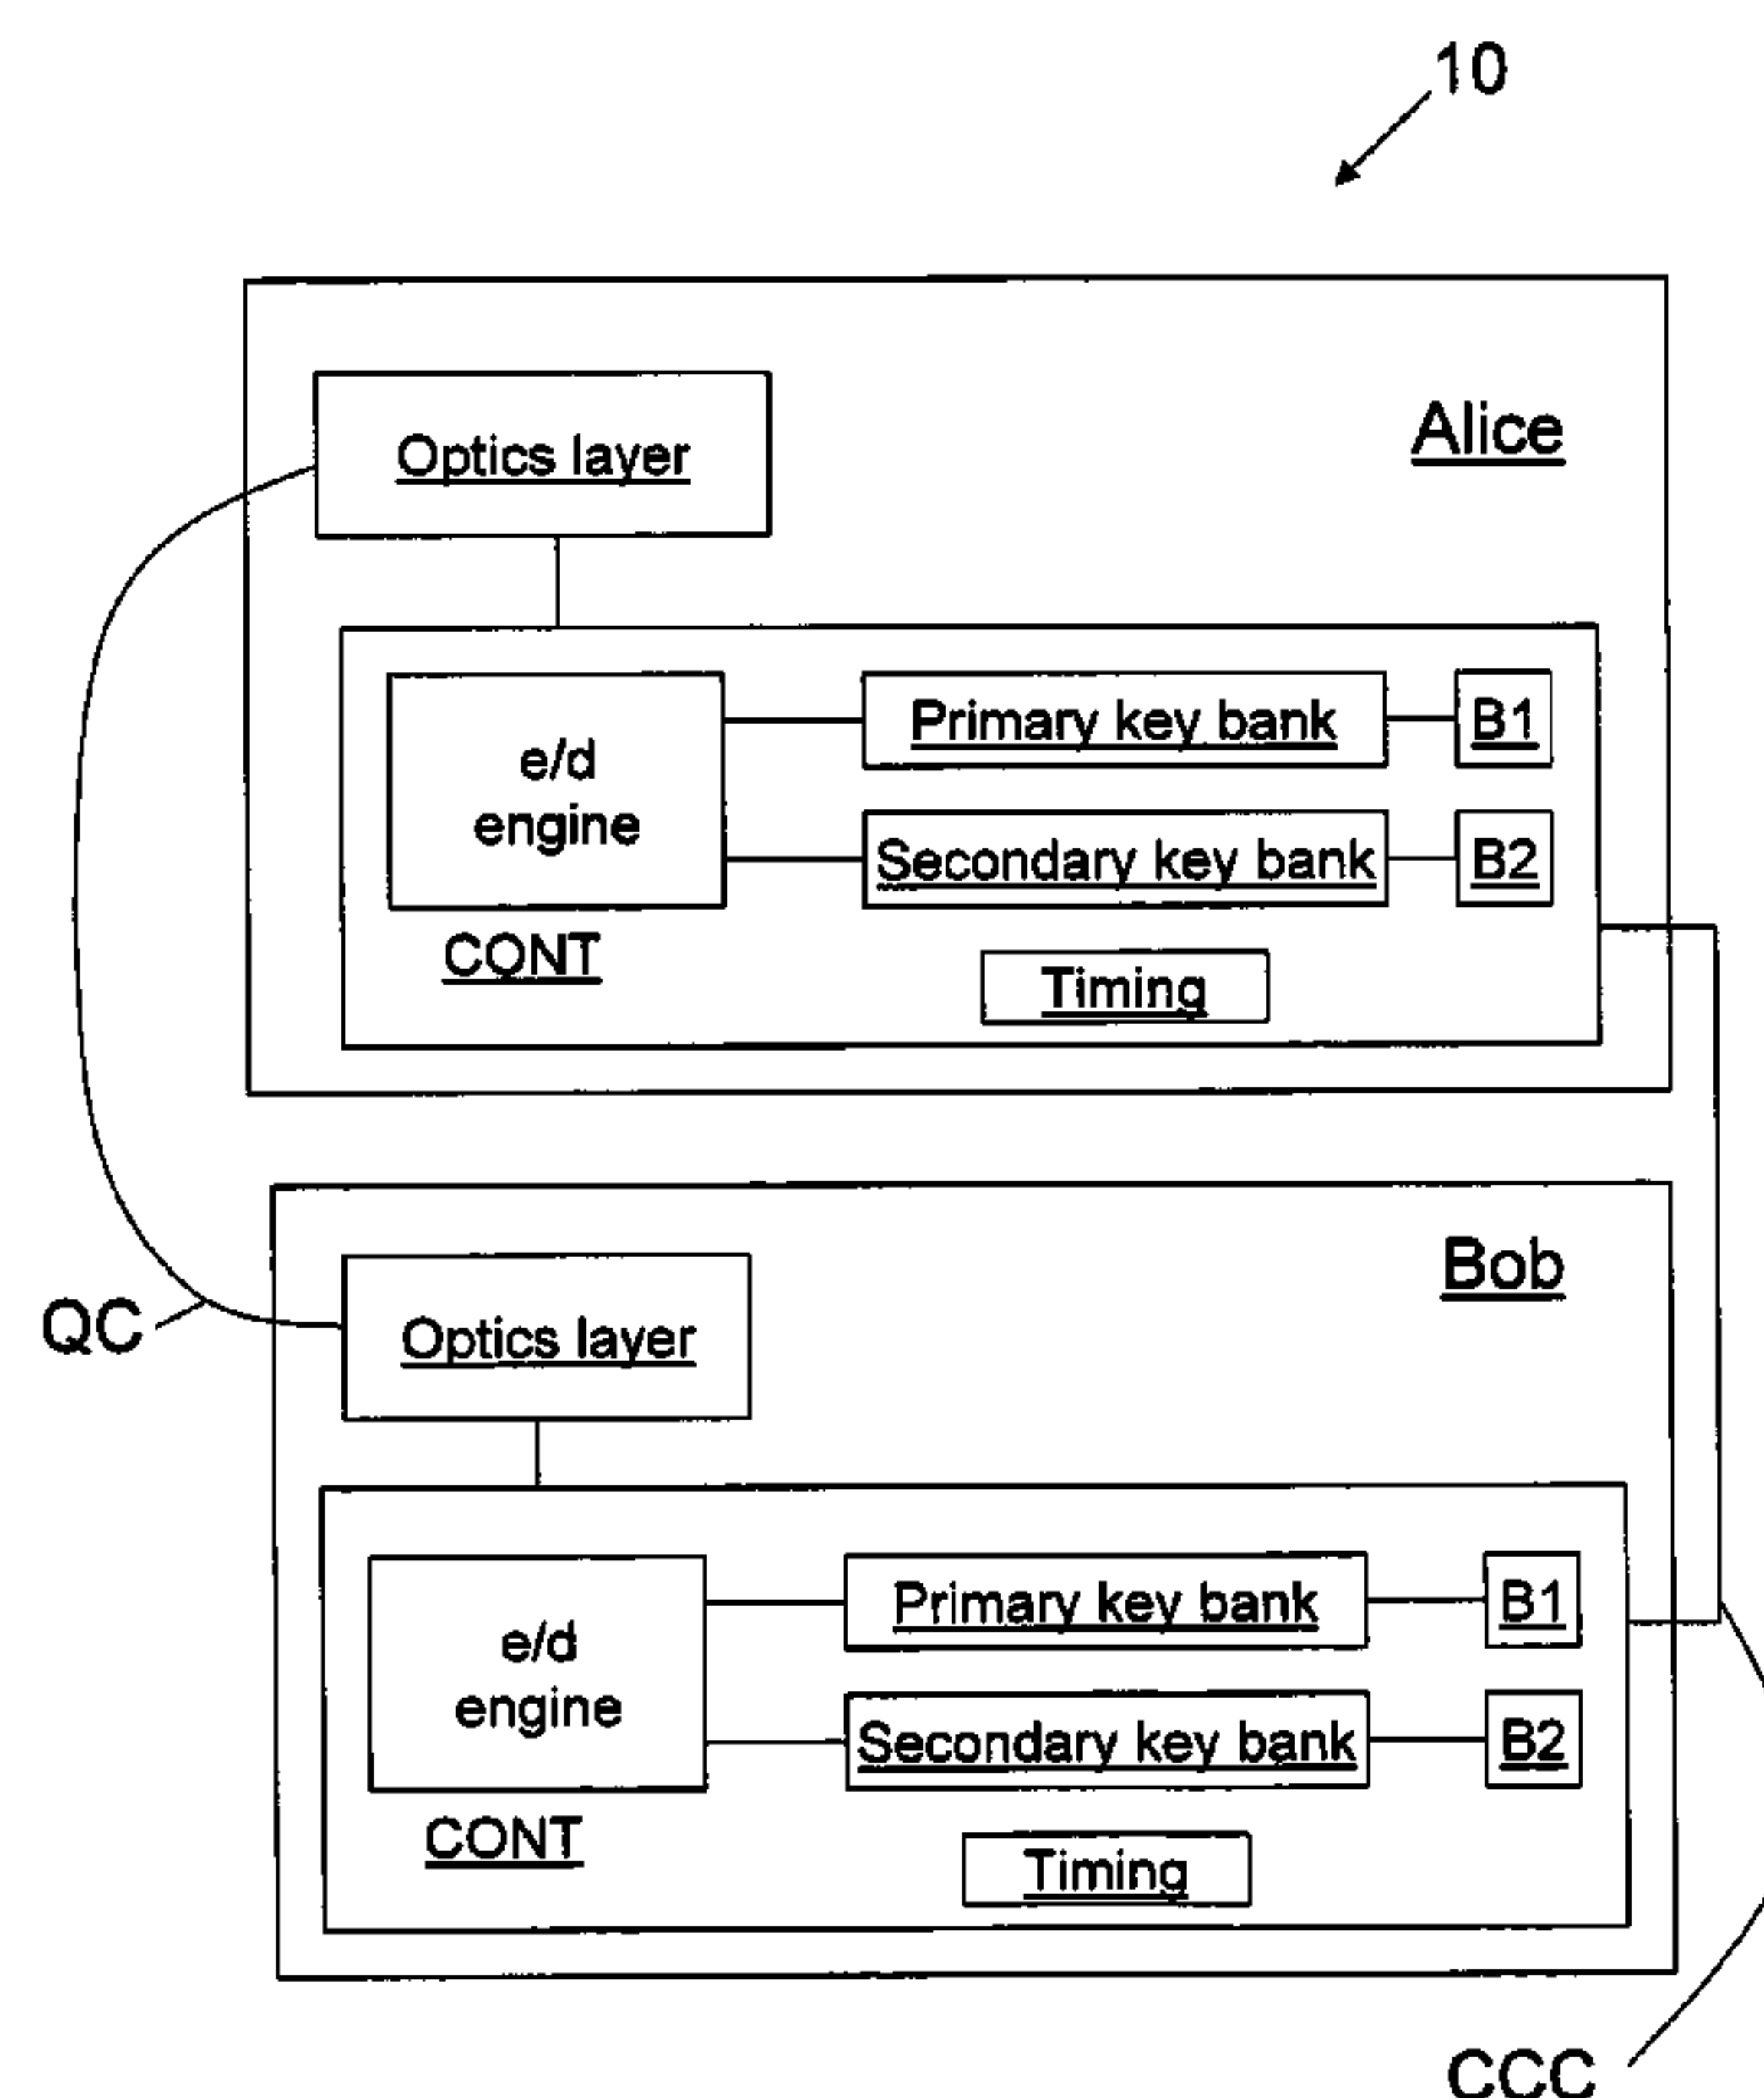 10
Alice
Optics layer
e/d
engine
Primary key bank
B1
Secondary key bank
B2
CONT
Timing
Bob
QC
Optics layer
e/d
engine
Primary key bank
B1
Secondary key bank
B2
CONT
Timing
CCC